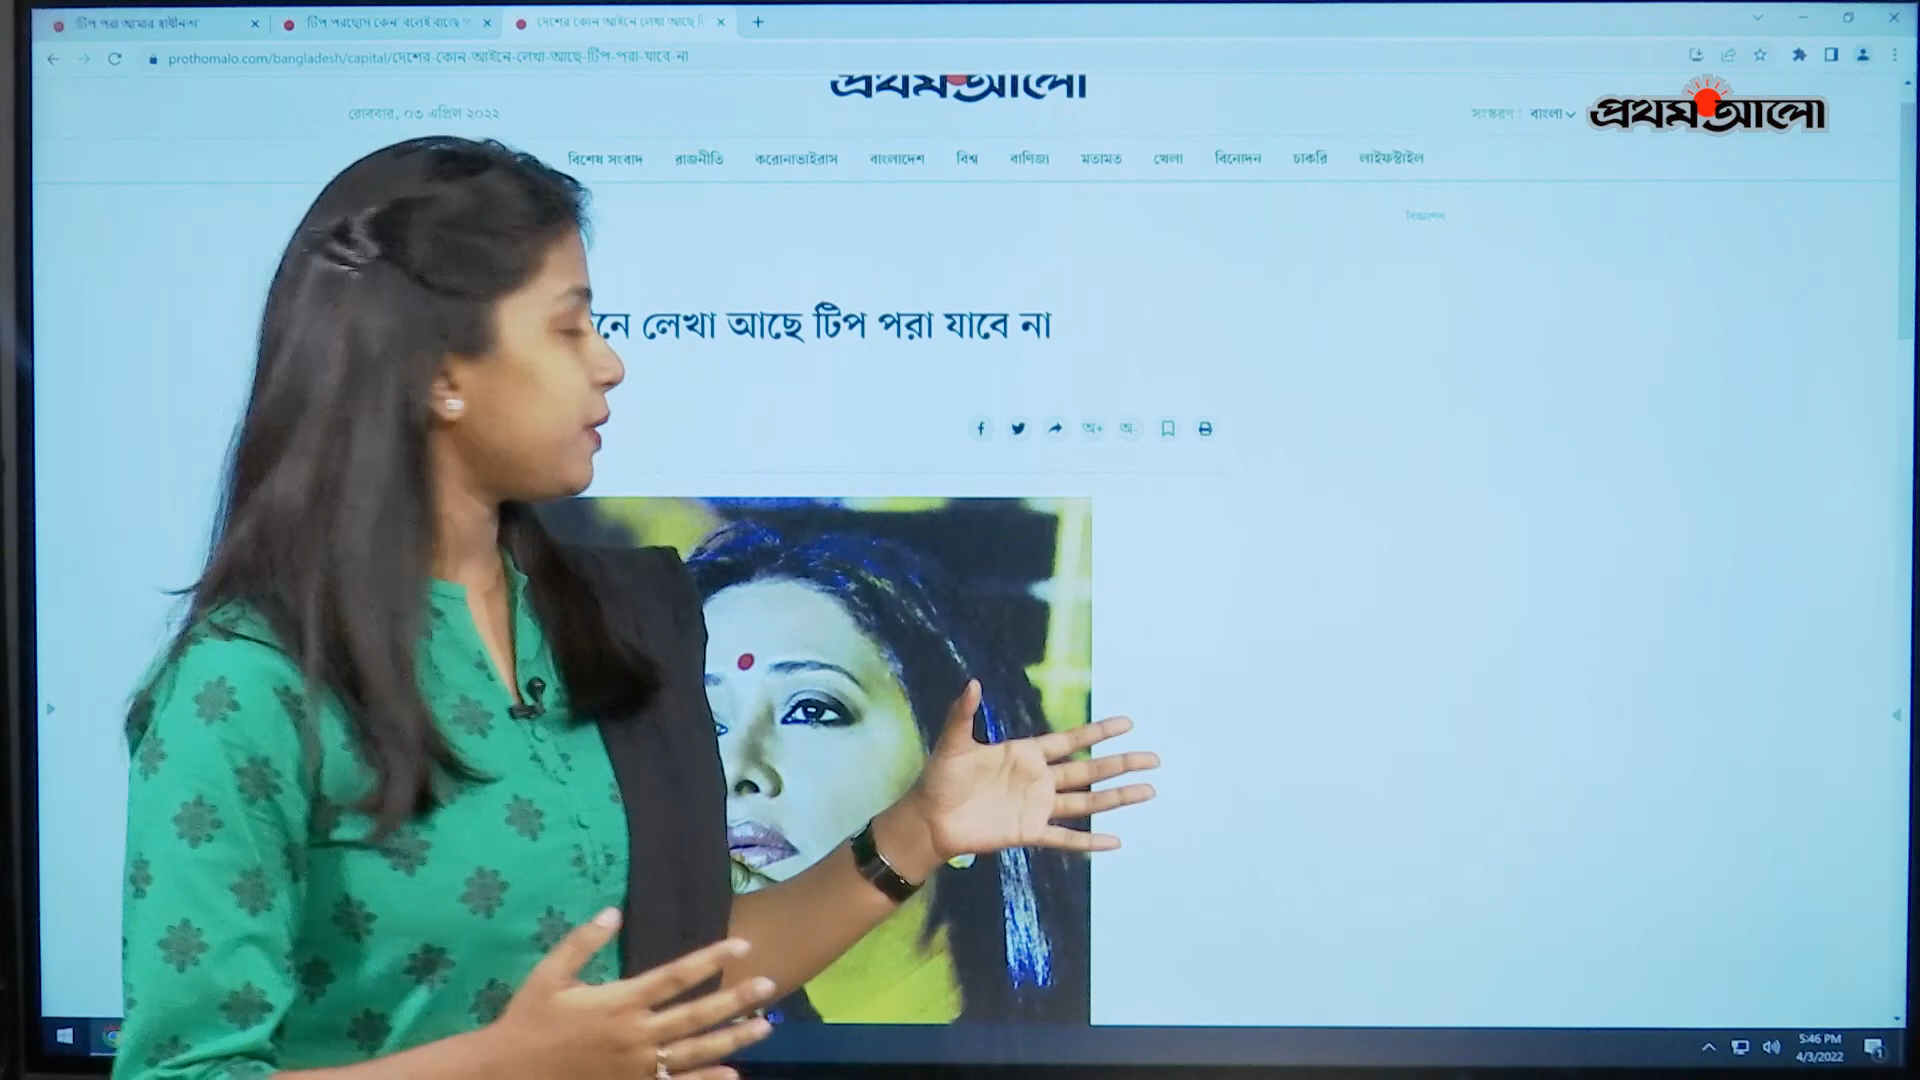 'টিপ পরা আমার স্বাধীনতা'
'টিপ পরছোস কেন' বলেই বাজে
দেশের কোন আইনে লেখা আছে
prothomalo.com/bangladesh/capital/দেশের-কোন-আইনে-লেখা-আছে-টিপ-পরা-যাবে-না
প্রথম আলো
রোববার, ০৩ এপ্রিল ২০২২
সংস্করণ : বাংলা
প্রথম আলো
বিশেষ সংবাদ রাজনীতি করোনাভাইরাস বাংলাদেশ বিশ্ব বাণিজ্য মতামত খেলা বিনোদন চাকরি লাইফস্টাইল
বিজ্ঞাপন
নে লেখা আছে টিপ পরা যাবে না
অ+ অ-
5:46 PM
4/3/2022